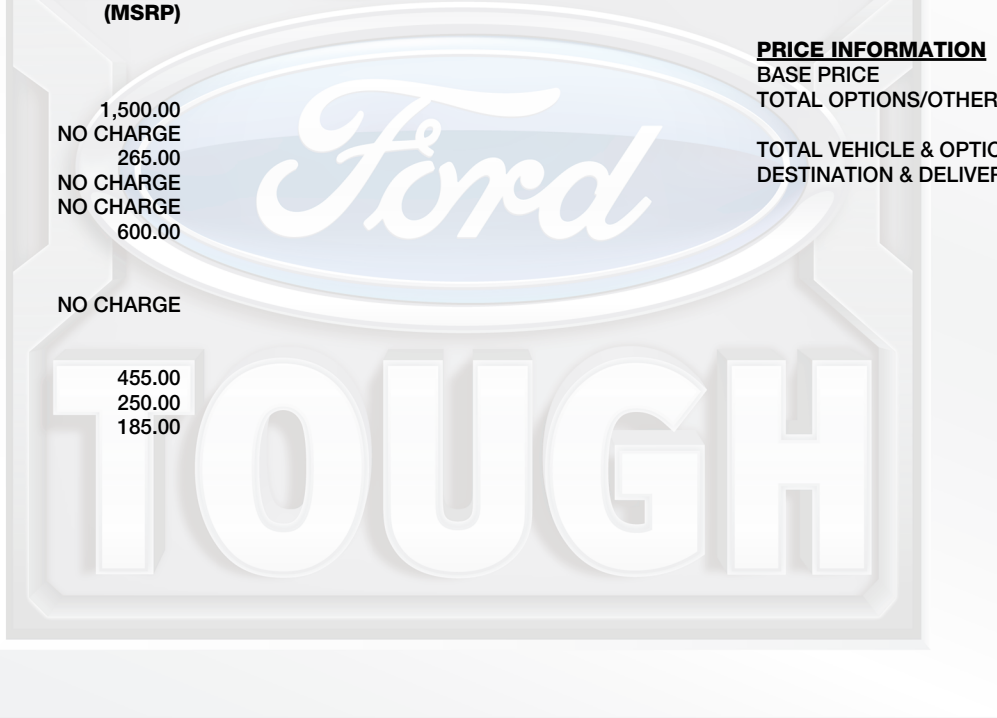 (MSRP)
1,500.00
NO CHARGE
265.00
NO CHARGE
NO CHARGE
600.00
NO CHARGE
455.00
250.00
185.00
PRICE INFORMATION
BASE PRICE
TOTAL OPTIONS/OTHER
TOTAL VEHICLE & OPTIO
DESTINATION & DELIVER
Ford
TOUGH